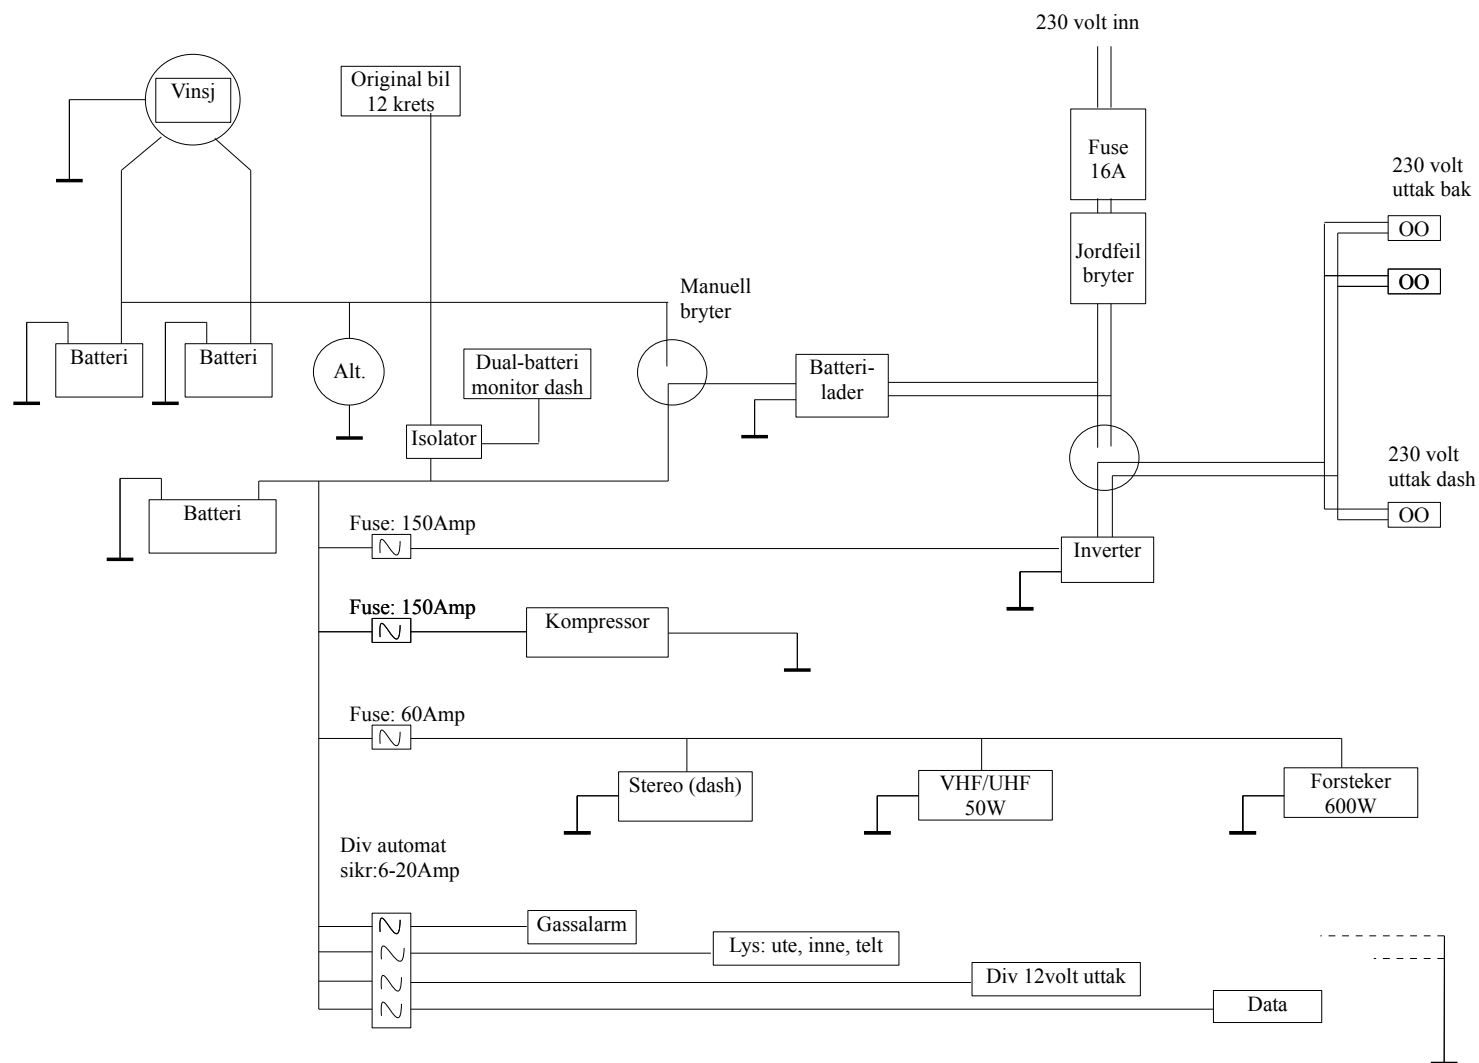 230 volt inn
Vinsj
Original bil
12 krets
Fuse
16A
230 volt
uttak bak
OO
Jordfeil
bryter
OO
Manuell
bryter
Batteri
Batteri
Alt.
Dual-batteri
monitor dash
Batteri-
lader
Isolator
230 volt
uttak dash
OO
Batteri
Fuse: 150Amp
Inverter
Fuse: 150Amp
Kompressor
Fuse: 60Amp
Stereo (dash)
VHF/UHF
50W
Forsteker
600W
Div automat
sikr:6-20Amp
Gassalarm
Lys: ute, inne, telt
Div 12volt uttak
Data